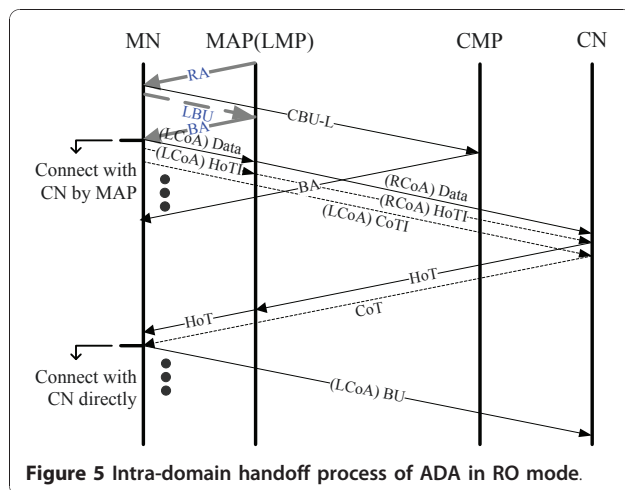 MN MAP(LMP) CMP CN
RA
LBU
CBU-L
BA
(LCoA) Data
(LCoA) HoTI
Connect with
CN by MAP
BA
(RCoA) Data
(RCoA) HoTI
(LCoA) CoTI
HoT
CoT
HoT
Connect with
CN directly
(LCoA) BU
Figure 5 Intra-domain handoff process of ADA in RO mode.